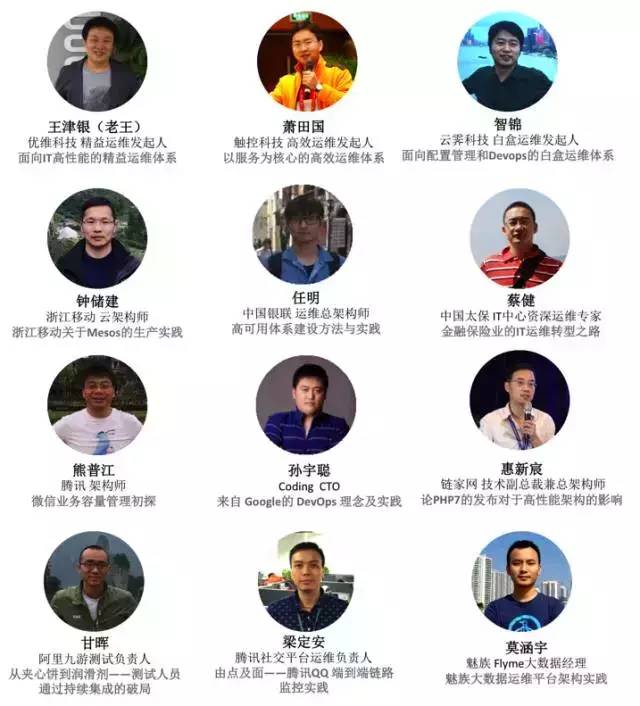 王津银（老王）
优维科技 精益运维发起人
面向IT高性能的精益运维体系
萧田国
触控科技 高效运维发起人
以服务为核心的高效运维体系
智锦
云霁科技 白盒运维发起人
面向配置管理和Devops的白盒运维体系
钟储建
浙江移动 云架构师
浙江移动关于Mesos的生产实践
任明
中国银联 运维总架构师
高可用体系建设方法与实践
蔡健
中国太保 IT中心资深运维专家
金融保险业的IT运维转型之路
熊普江
腾讯 架构师
微信业务容量管理初探
孙宇聪
Coding CTO
来自 Google的 DevOps 理念及实践
惠新宸
链家网 技术副总裁兼总架构师
论PHP7的发布对于高性能架构的影响
甘晖
阿里九游测试负责人
从夹心饼到润滑剂——测试人员
通过持续集成的破局
梁定安
腾讯社交平台运维负责人
由点及面——腾讯QQ 端到端链路
监控实践
莫涵宇
魅族 Flyme大数据经理
魅族大数据运维平台架构实践